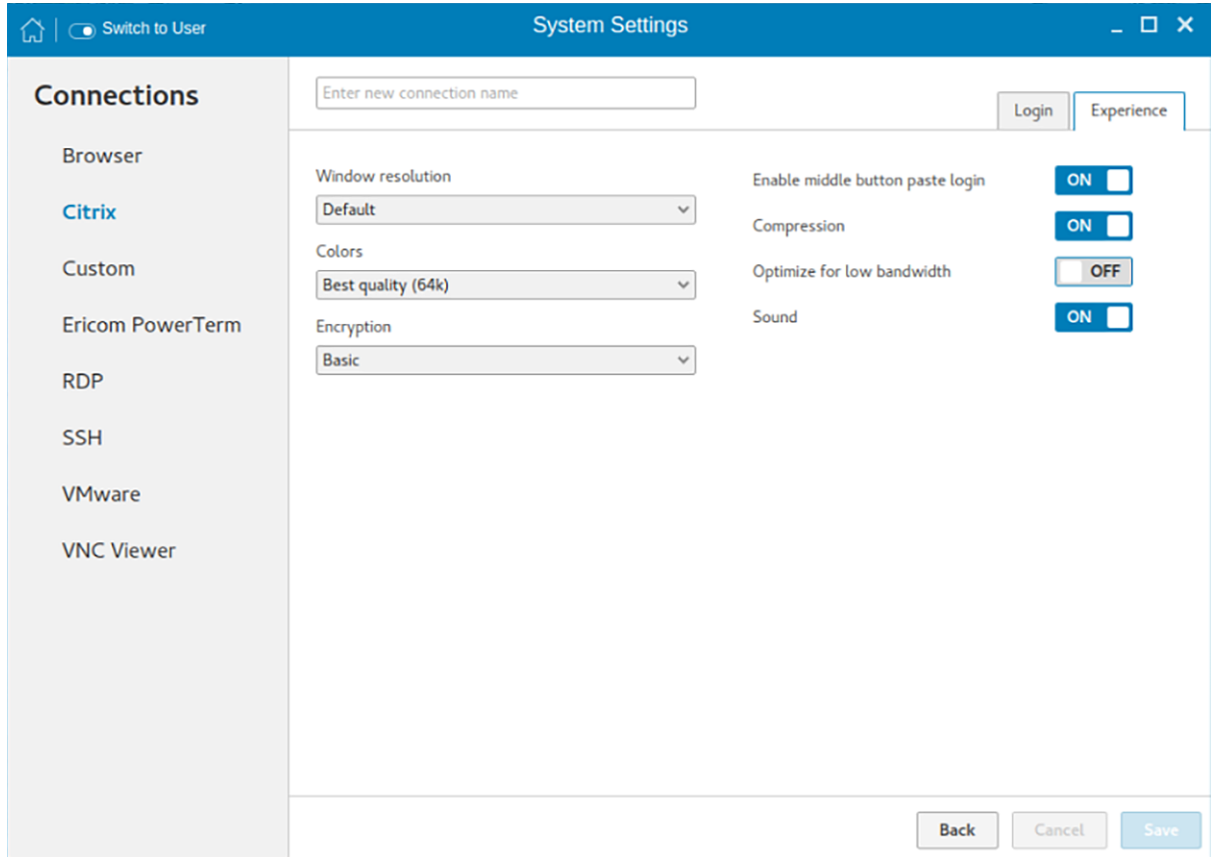 Switch to User
System Settings
Connections
Enter new connection name
Login
Experience
Browser
Citrix
Custom
Ericom PowerTerm
RDP
SSH
VMware
VNC Viewer
Window resolution
Default
Colors
Best quality (64k)
Encryption
Basic
Enable middle button paste login
ON
Compression
ON
Optimize for low bandwidth
OFF
Sound
ON
Back
Cancel
Save